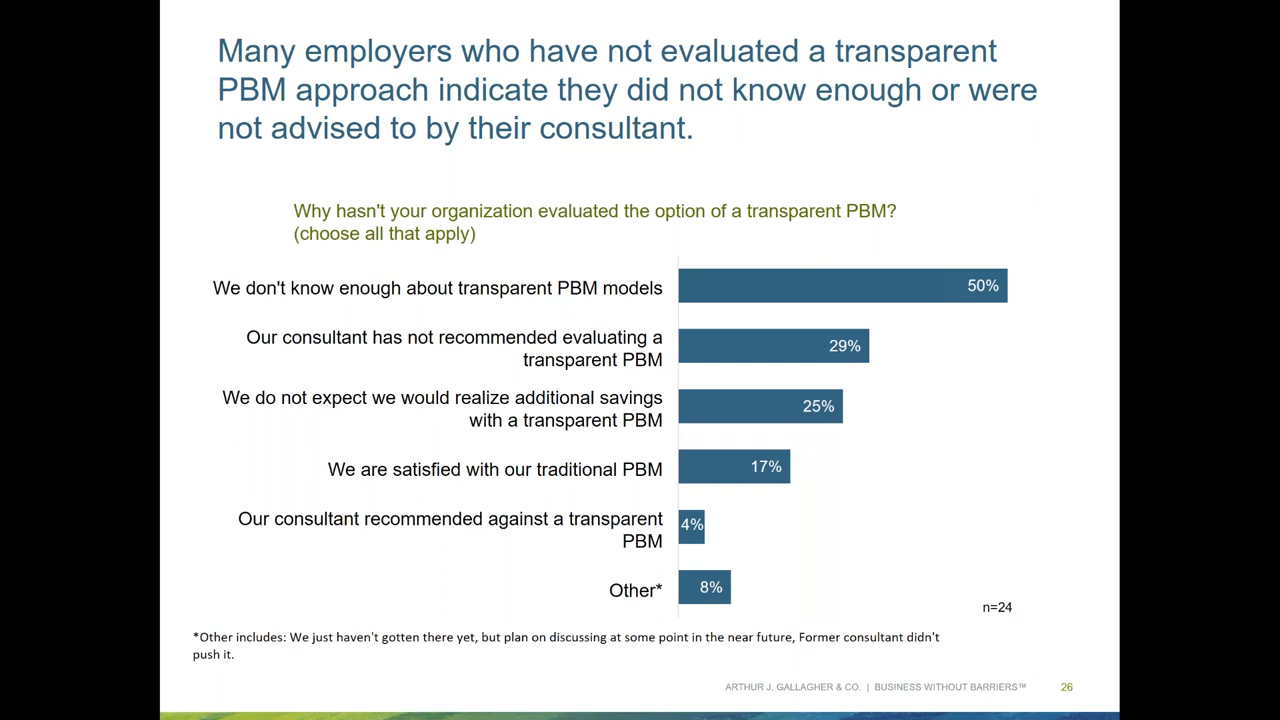 Many employers who have not evaluated a transparent
PBM approach indicate they did not know enough or were
not advised to by their consultant.
Why hasn't your organization evaluated the option of a transparent PBM?
(choose all that apply)
We don't know enough about transparent PBM models
50%
Our consultant has not recommended evaluating a
transparent PBM
29%
We do not expect we would realize additional savings
with a transparent PBM
25%
We are satisfied with our traditional PBM
17%
Our consultant recommended against a transparent
PBM
4%
Other*
8%
n=24
*Other includes: We just haven't gotten there yet, but plan on discussing at some point in the near future, Former consultant didn't
push it.
ARTHUR J. GALLAGHER & CO. | BUSINESS WITHOUT BARRIERS™
26